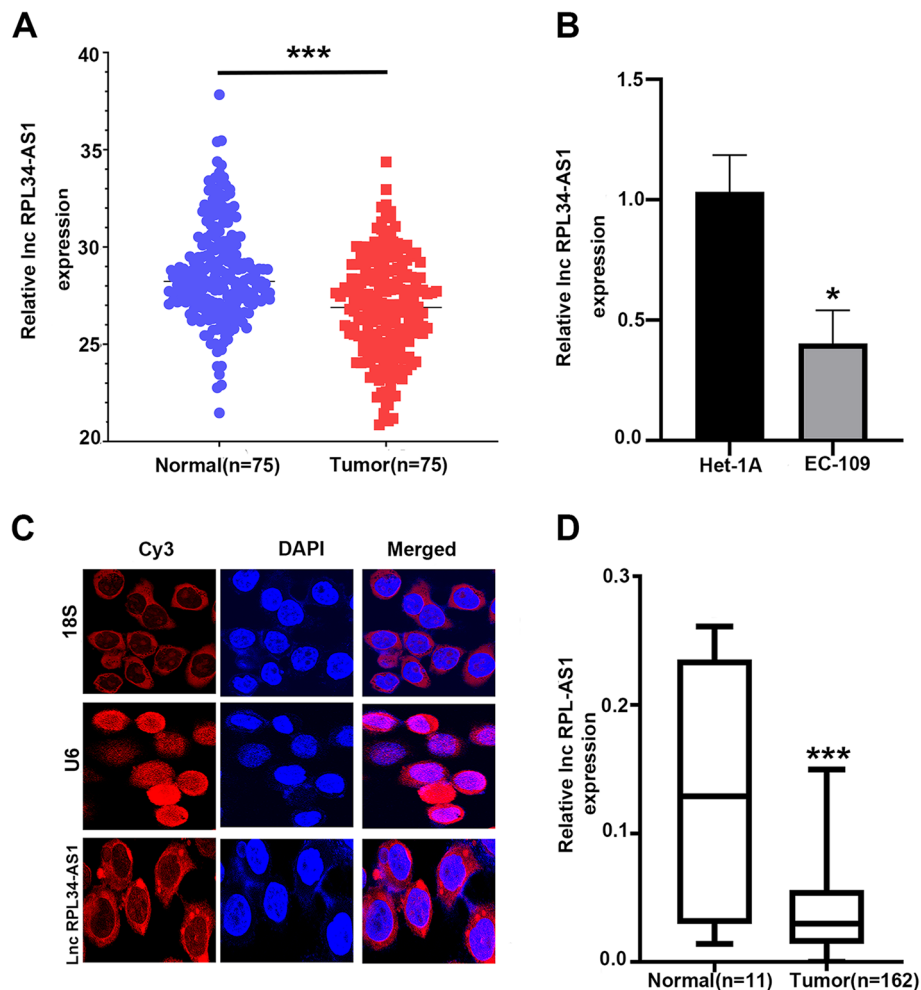 A
Relative lnc RPL34-AS1
expression
40
35
30
25
20
***
Normal(n=75)
Tumor(n=75)
B
Relative lnc RPL34-AS1
expression
1.5
1.0
0.5
0.0
*
Het-1A
EC-109
C
Cy3
DAPI
Merged
18S
U6
Lnc RPL34-AS1
D
Relative lnc RPL-AS1
expression
0.3
0.2
0.1
0.0
***
Normal(n=11)
Tumor(n=162)